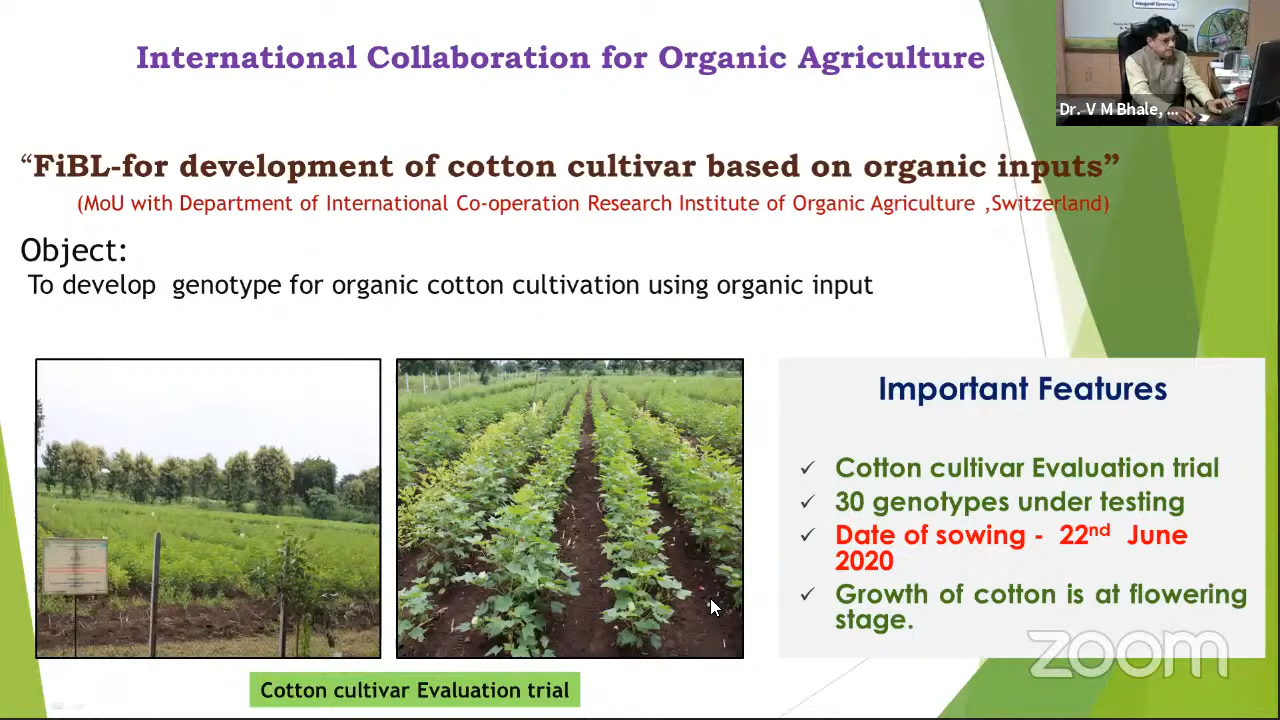 Inaugural Ceremony
International Collaboration for Organic Agriculture
Dr. V M Bhale, ...
“FiBL-for development of cotton cultivar based on organic inputs”
(MoU with Department of International Co-operation Research Institute of Organic Agriculture ,Switzerland)
Object:
To develop genotype for organic cotton cultivation using organic input
Important Features
✓ Cotton cultivar Evaluation trial
✓ 30 genotypes under testing
✓ Date of sowing - 22nd June
2020
✓ Growth of cotton is at flowering
stage.
zoom
Cotton cultivar Evaluation trial